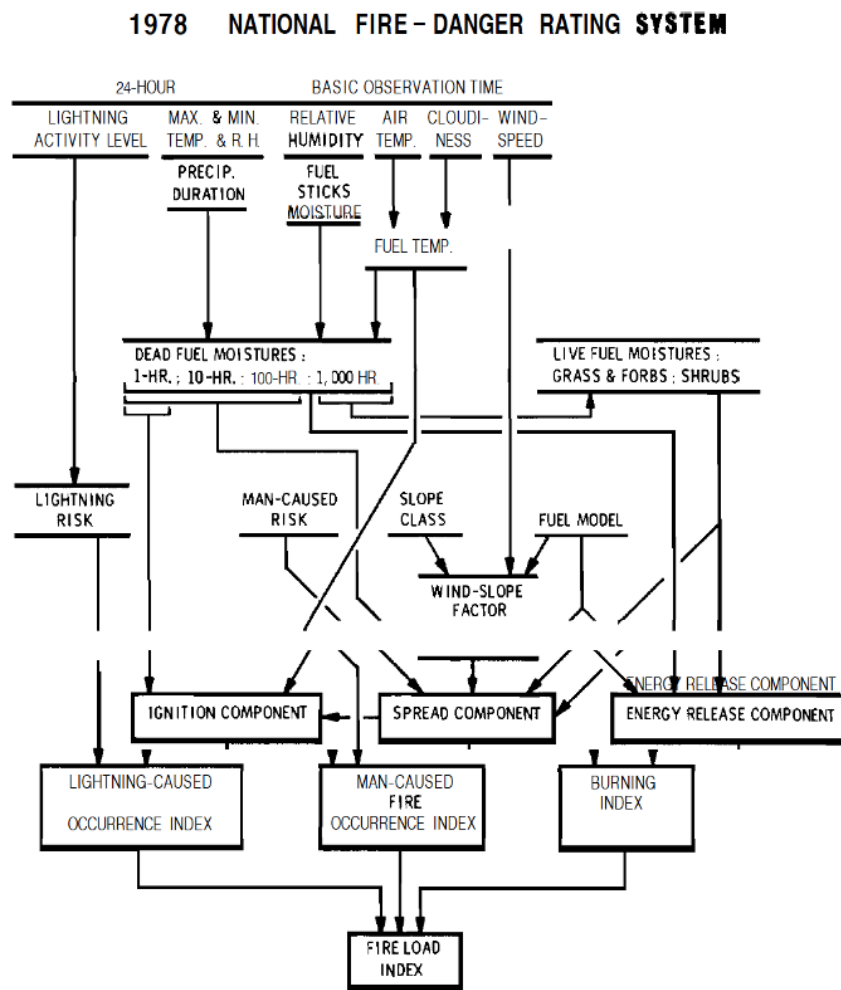 1978 NATIONAL FIRE-DANGER RATING SYSTEM
24-HOUR
BASIC OBSERVATION TIME
LIGHTNING
ACTIVITY LEVEL
MAX. & MIN.
TEMP. & R. H.
RELATIVE
HUMIDITY
AIR
TEMP.
CLOUDI-
NESS
WIND-
SPEED
PRECIP.
DURATION
FUEL
STICKS
MOISTURE
FUEL TEMP.
DEAD FUEL MOISTURES :
1-HR. ; 10-HR. : 100-HR. : 1,000 HR.
LIVE FUEL MOISTURES :
GRASS & FORBS ; SHRUBS
LIGHTNING
RISK
MAN-CAUSED
RISK
SLOPE
CLASS
FUEL MODEL
WIND-SLOPE
FACTOR
ENERGY RELEASE COMPONENT
IGNITION COMPONENT
SPREAD COMPONENT
ENERGY RELEASE COMPONENT
LIGHTNING-CAUSED
OCCURRENCE INDEX
MAN-CAUSED
FIRE
OCCURRENCE INDEX
BURNING
INDEX
FIRE LOAD
INDEX